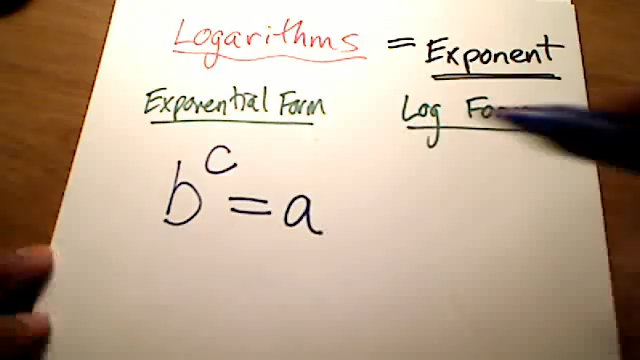 Logarithms = Exponent
Exponential Form Log
b^c = a